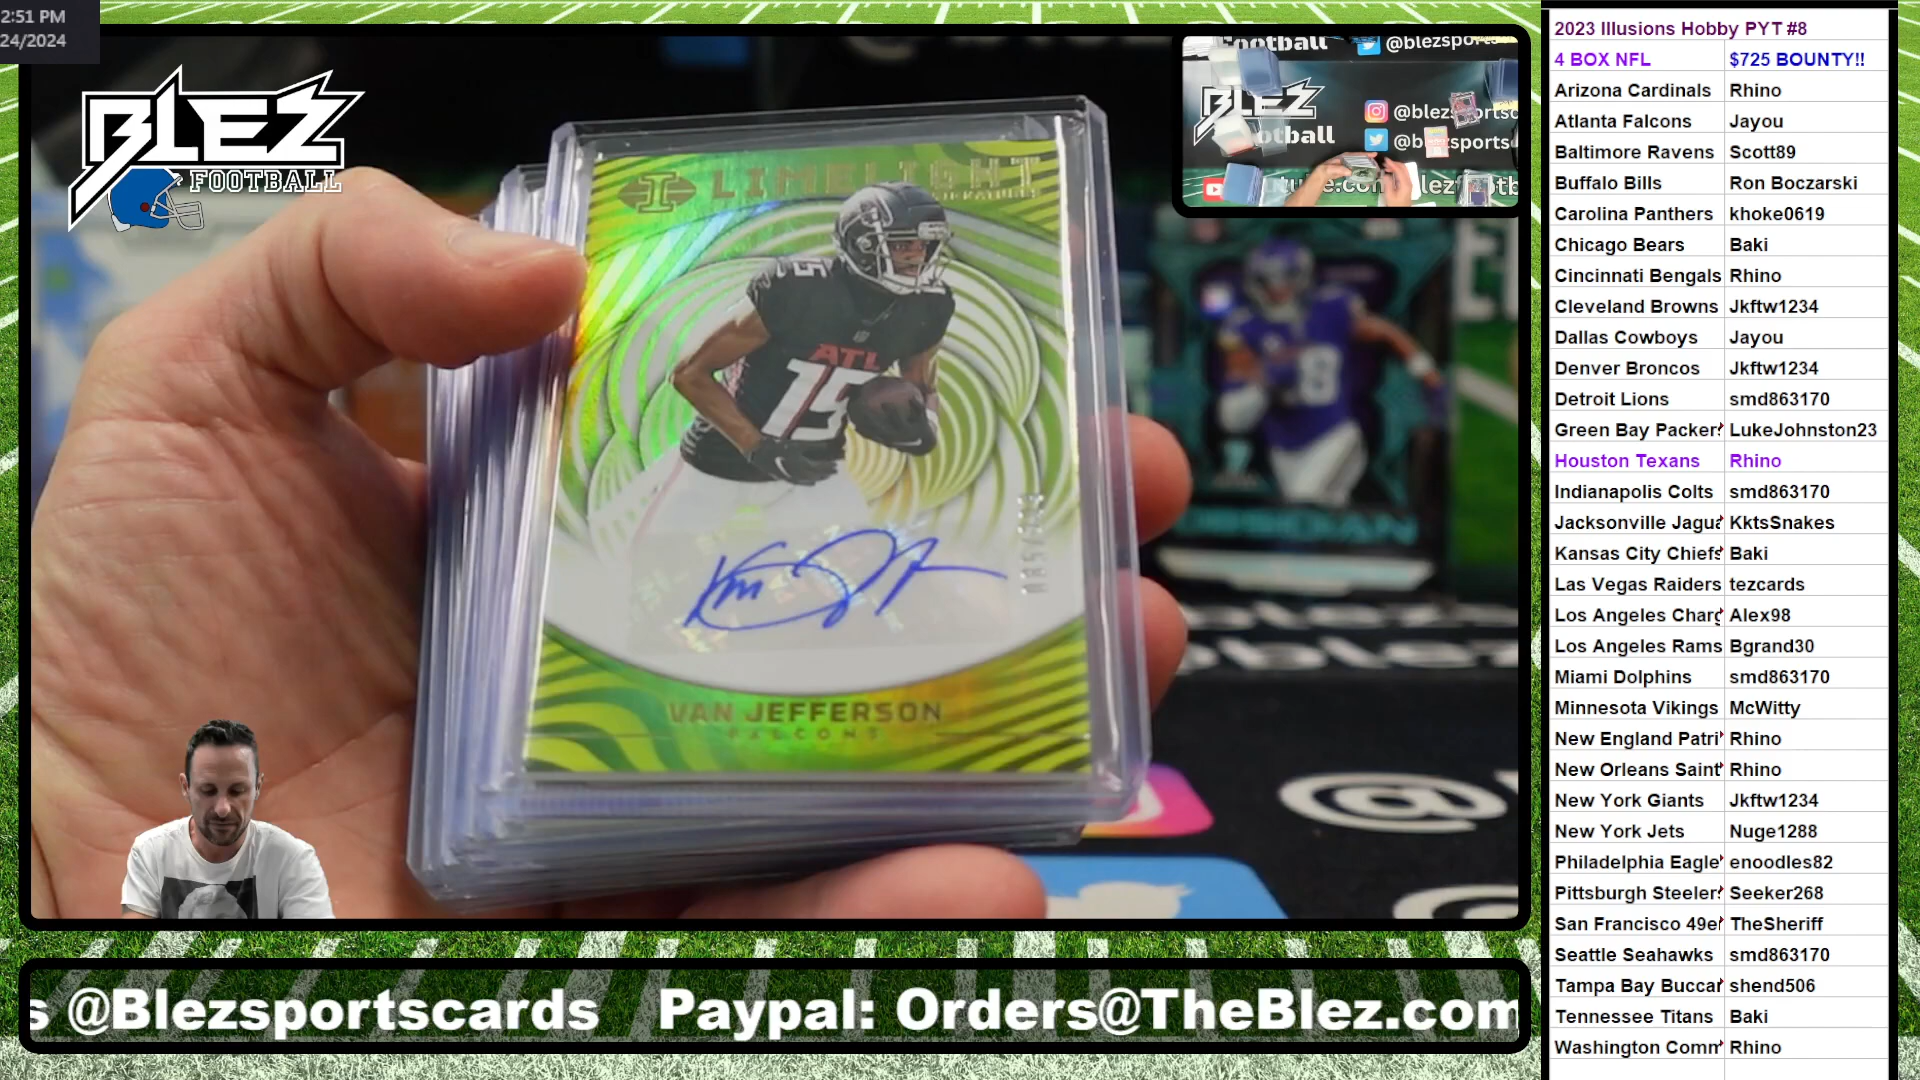 2:51 PM
24/2024
BLEZ
FOOTBALL
LIMELIGHT
15
ATL
15
VAN JEFFERSON
FALCONS
OBSIDIAN
Football @blezsports
BLEZ
Football
s @Blezsportscards Paypal: Orders@TheBlez.com
2023 Illusions Hobby PYT #8
4 BOX NFL $725 BOUNTY!!
Arizona Cardinals Rhino
Atlanta Falcons Jayou
Baltimore Ravens Scott89
Buffalo Bills Ron Boczarski
Carolina Panthers khoke0619
Chicago Bears Baki
Cincinnati Bengals Rhino
Cleveland Browns Jkftw1234
Dallas Cowboys Jayou
Denver Broncos Jkftw1234
Detroit Lions smd863170
Green Bay Packer LukeJohnston23
Houston Texans Rhino
Indianapolis Colts smd863170
Jacksonville Jagua KktsSnakes
Kansas City Chiefs Baki
Las Vegas Raiders tezcards
Los Angeles Charg Alex98
Los Angeles Rams Bgrand30
Miami Dolphins smd863170
Minnesota Vikings McWitty
New England Patri Rhino
New Orleans Saint Rhino
New York Giants Jkftw1234
New York Jets Nuge1288
Philadelphia Eagle enoodles82
Pittsburgh Steelers Seeker268
San Francisco 49er TheSheriff
Seattle Seahawks smd863170
Tampa Bay Buccar shend506
Tennessee Titans Baki
Washington Comm Rhino